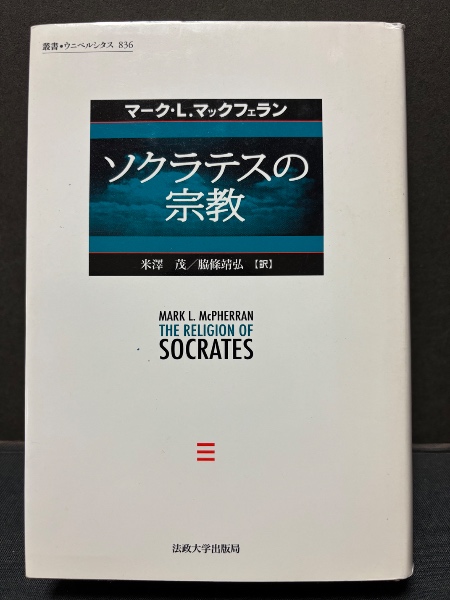 叢書・ウニベルシタス 836
マーク・L.マックフェラン
ソクラテスの
宗教
米澤 茂／脇條靖弘【訳】
MARK L. McPHERRAN
THE RELIGION OF
SOCRATES
法政大学出版局